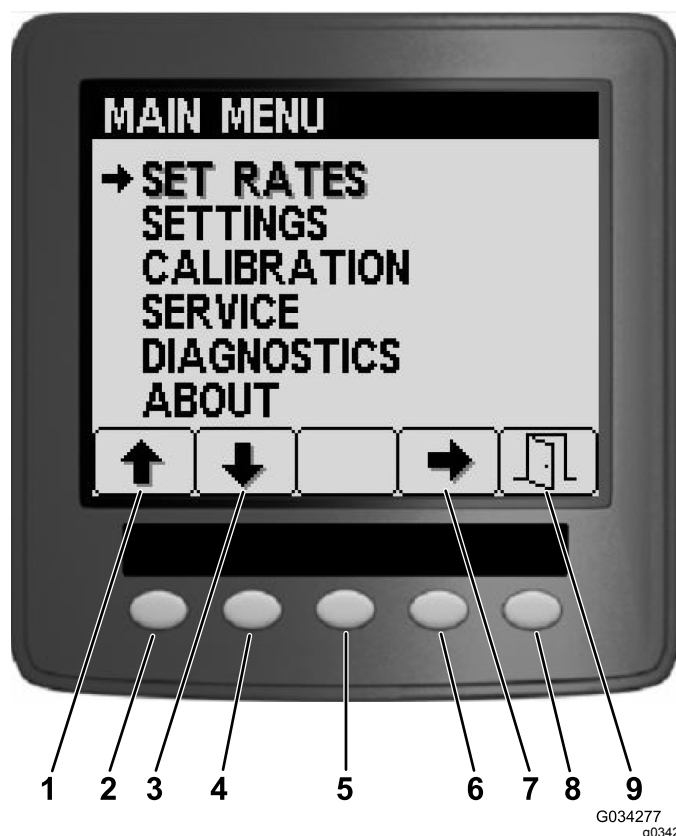 MAIN MENU
SET RATES
SETTINGS
CALIBRATION
SERVICE
DIAGNOSTICS
ABOUT
1 2 3 4 5 6 7 8 9
G034277
g0342